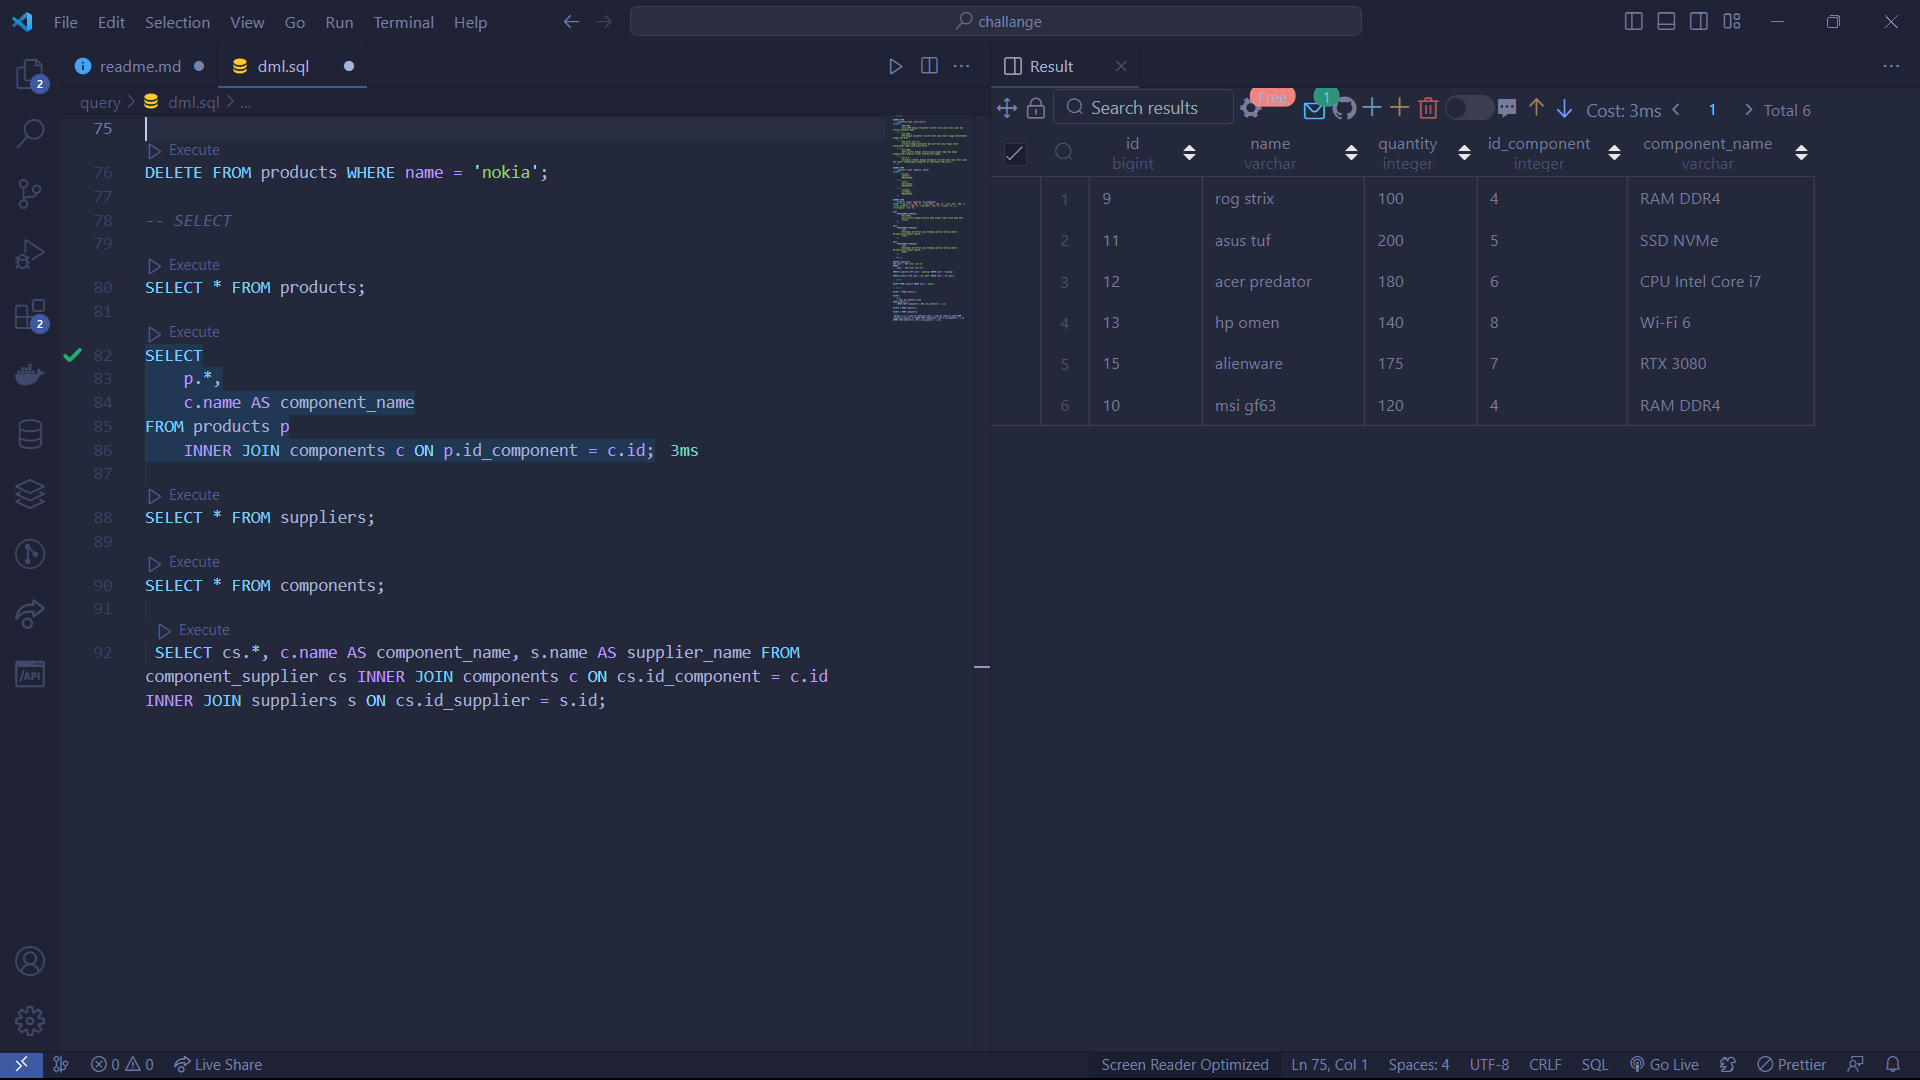 File Edit Selection View Go Run Terminal Help
challange
readme.md
dml.sql
Result
query > dml.sql > ...
2
2
Search results
Free
1
Cost: 3ms
1
Total 6
75
Execute
76 DELETE FROM products WHERE name = 'nokia';
77
78 -- SELECT
79
Execute
80 SELECT * FROM products;
81
Execute
82 SELECT
83 p.*,
84 c.name AS component_name
85 FROM products p
86 INNER JOIN components c ON p.id_component = c.id; 3ms
87
Execute
88 SELECT * FROM suppliers;
89
Execute
90 SELECT * FROM components;
91
Execute
92 SELECT cs.*, c.name AS component_name, s.name AS supplier_name FROM
component_supplier cs INNER JOIN components c ON cs.id_component = c.id
INNER JOIN suppliers s ON cs.id_supplier = s.id;
id name quantity id_component component_name
bigint varchar integer integer varchar
1 9 rog strix 100 4 RAM DDR4
2 11 asus tuf 200 5 SSD NVMe
3 12 acer predator 180 6 CPU Intel Core i7
4 13 hp omen 140 8 Wi-Fi 6
5 15 alienware 175 7 RTX 3080
6 10 msi gf63 120 4 RAM DDR4
/API
0 0 Live Share
Screen Reader Optimized Ln 75, Col 1 Spaces: 4 UTF-8 CRLF SQL Go Live Prettier